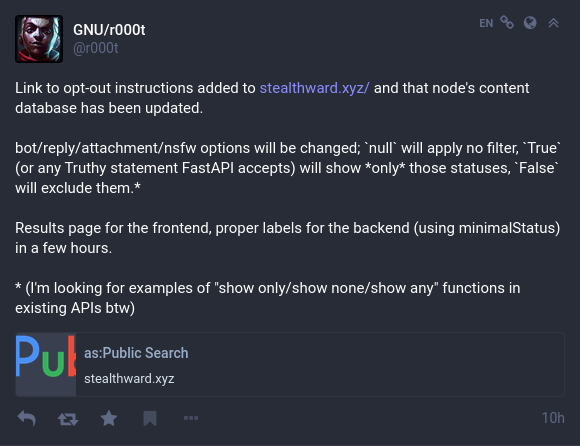 GNU/r000t
@r000t
EN
Link to opt-out instructions added to stealthward.xyz/ and that node's content
database has been updated.
bot/reply/attachment/nsfw options will be changed; `null` will apply no filter, `True`
(or any Truthy statement FastAPI accepts) will show *only* those statuses, `False`
will exclude them.*
Results page for the frontend, proper labels for the backend (using minimalStatus)
in a few hours.
* (I'm looking for examples of "show only/show none/show any" functions in
existing APIs btw)
Pub
as:Public Search
stealthward.xyz
10h